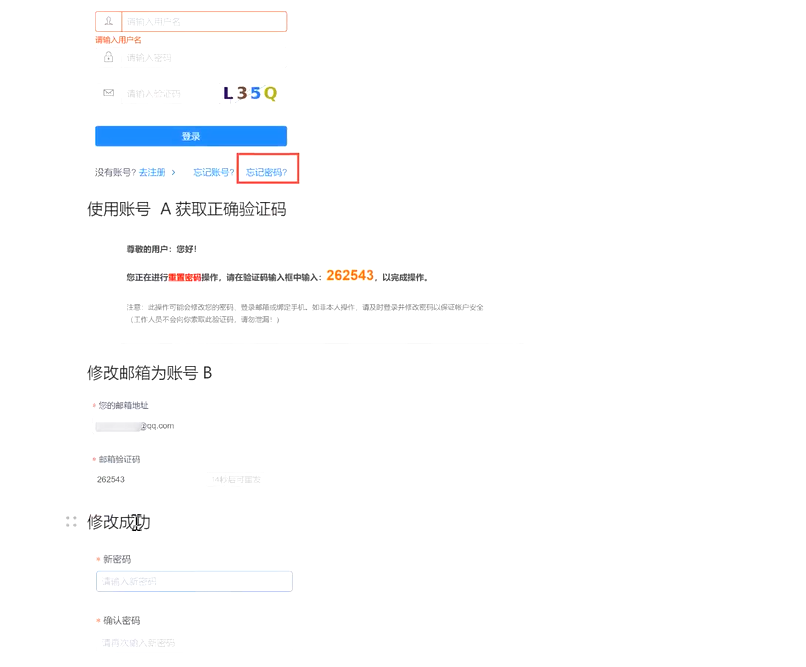 请输入用户名
请输入用户名
请输入密码
请输入验证码
L35Q
登录
没有账号? 去注册 >
忘记账号?
忘记密码?
使用账号 A 获取正确验证码
尊敬的用户：您好！
您正在进行重置密码操作，请在验证码输入框中输入：262543，以完成操作。
注意：此操作可能会修改您的密码、登录邮箱或绑定手机。如非本人操作，请及时登录并修改密码以保证帐户安全
（工作人员不会向你索取此验证码，请勿泄漏！)
修改邮箱为账号 B
* 您的邮箱地址
@qq.com
* 邮箱验证码
262543
修改成功
* 新密码
请输入新密码
* 确认密码
请再次输入新密码